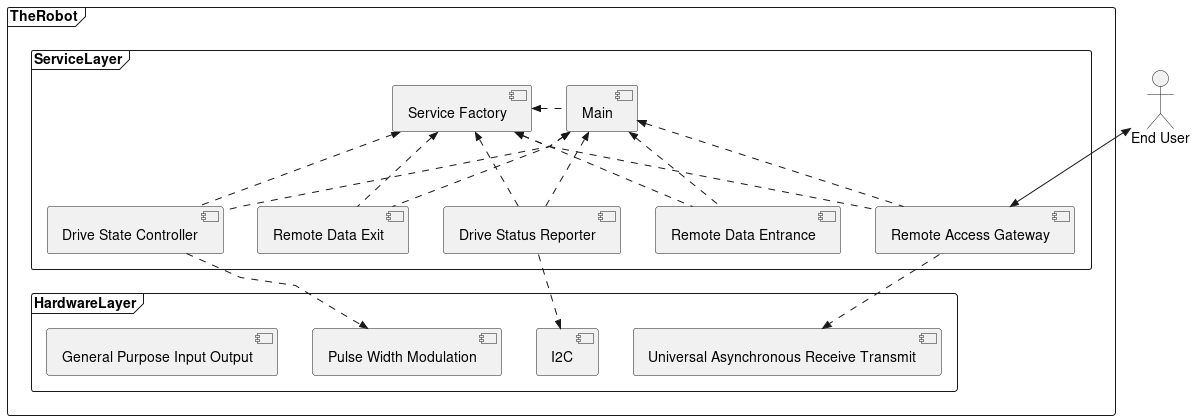 TheRobot
ServiceLayer
Service Factory
Main
End User
Drive State Controller
Remote Data Exit
Drive Status Reporter
Remote Data Entrance
Remote Access Gateway
HardwareLayer
General Purpose Input Output
Pulse Width Modulation
I2C
Universal Asynchronous Receive Transmit